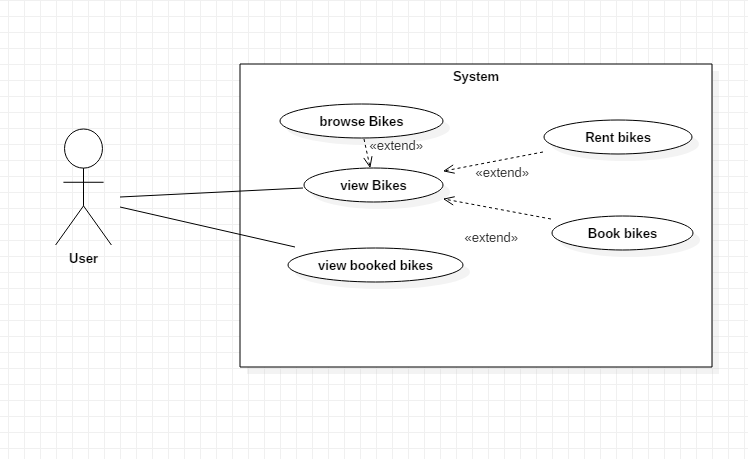 System
browse Bikes
«extend»
Rent bikes
«extend»
view Bikes
Book bikes
«extend»
User
view booked bikes